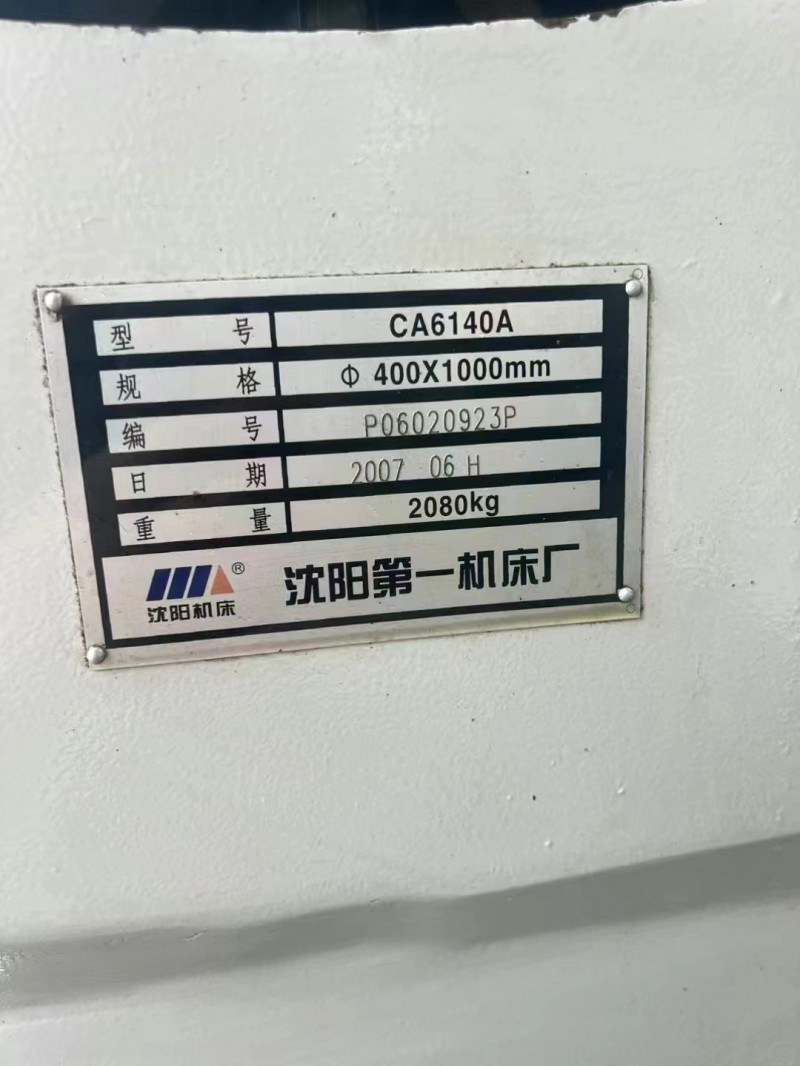 型 号 CA6140A
规 格 Φ 400X1000mm
编 号 P06020923P
日 期 2007 06 H
重 量 2080kg
® 沈阳机床 沈阳第一机床厂